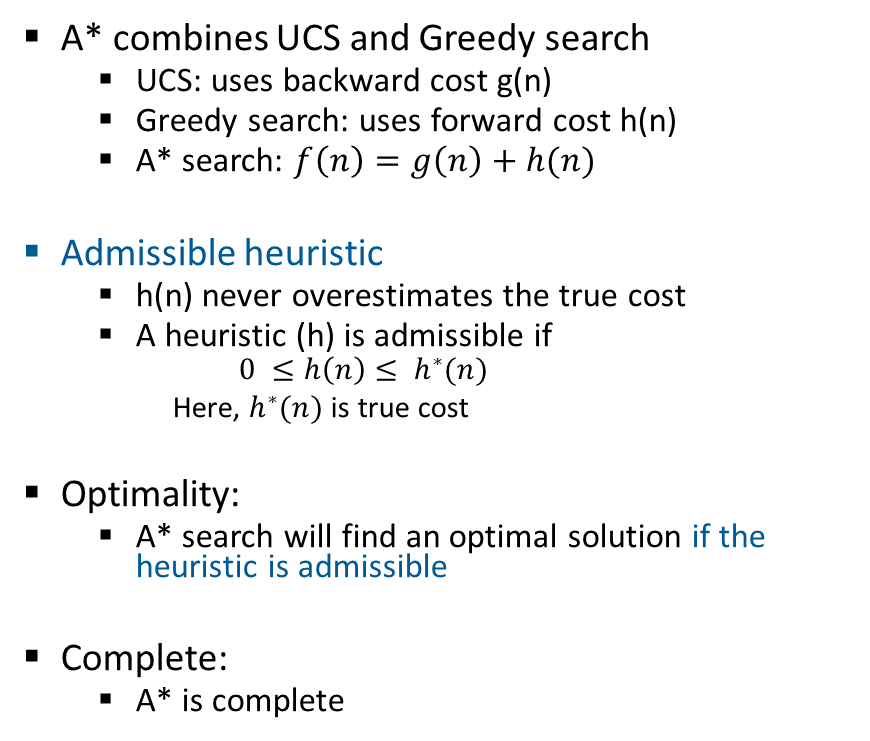 ▪ A* combines UCS and Greedy search
▪ UCS: uses backward cost g(n)
▪ Greedy search: uses forward cost h(n)
▪ A* search: f(n) = g(n) + h(n)
▪ Admissible heuristic
▪ h(n) never overestimates the true cost
▪ A heuristic (h) is admissible if
0 ≤ h(n) ≤ h*(n)
Here, h*(n) is true cost
▪ Optimality:
▪ A* search will find an optimal solution if the
heuristic is admissible
▪ Complete:
▪ A* is complete